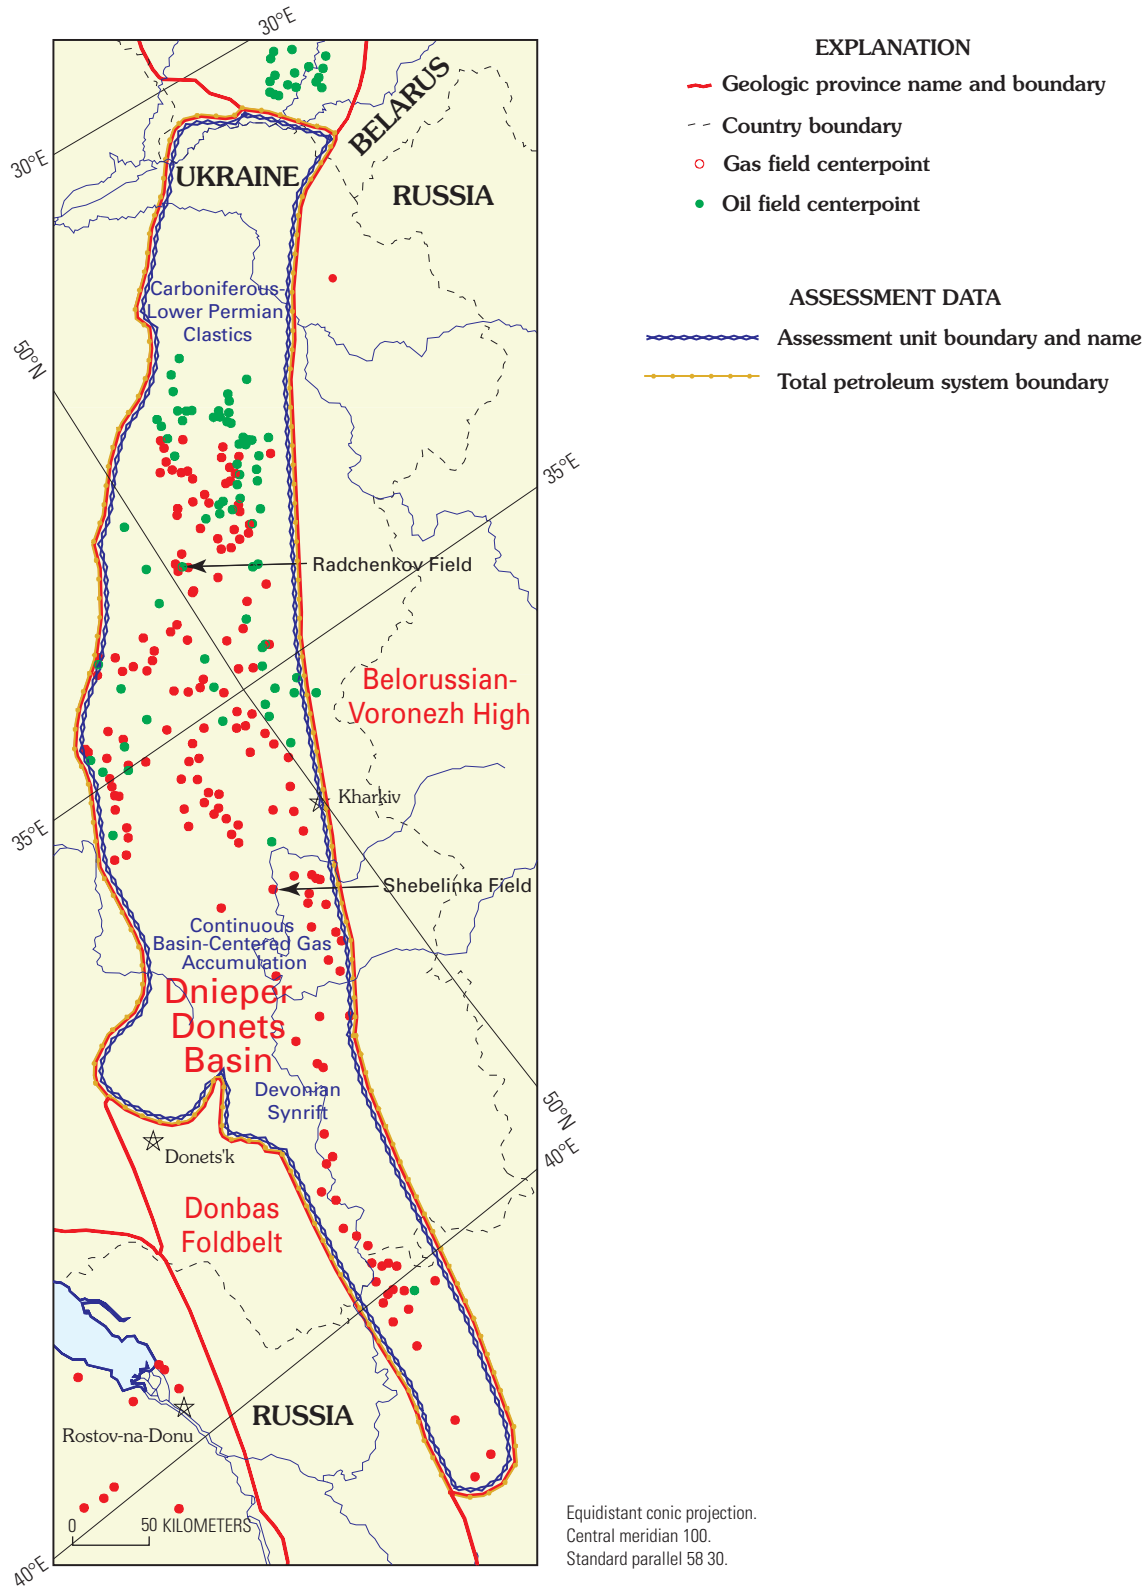 30°E
30°E
BELARUS
UKRAINE
RUSSIA
Carboniferous-
Lower Permian
Clastics
50°N
35°E
Radchenkov Field
Belorussian-
Voronezh High
Kharkiv
35°E
Shebelinka Field
Continuous
Basin-Centered Gas
Accumulation
Dnieper
Donets
Basin
Devonian
Synrift
50°N
40°E
Donets'k
Donbas
Foldbelt
RUSSIA
Rostov-na-Donu
0 50 KILOMETERS
40°E
EXPLANATION
Geologic province name and boundary
Country boundary
Gas field centerpoint
Oil field centerpoint
ASSESSMENT DATA
Assessment unit boundary and name
Total petroleum system boundary
Equidistant conic projection.
Central meridian 100.
Standard parallel 58 30.